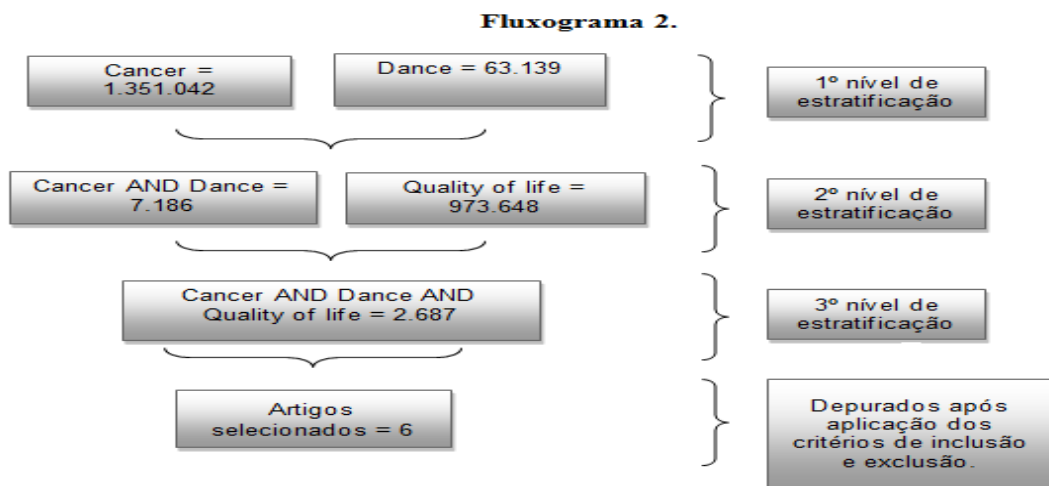 Fluxograma 2.
Cancer =
1.351.042
Dance = 63.139
1º nível de
estratificação
Cancer AND Dance =
7.186
Quality of life =
973.648
2º nível de
estratificação
Cancer AND Dance AND
Quality of life = 2.687
3º nível de
estratificação
Artigos
selecionados = 6
Depurados após
aplicação dos
critérios de inclusão
e exclusão.